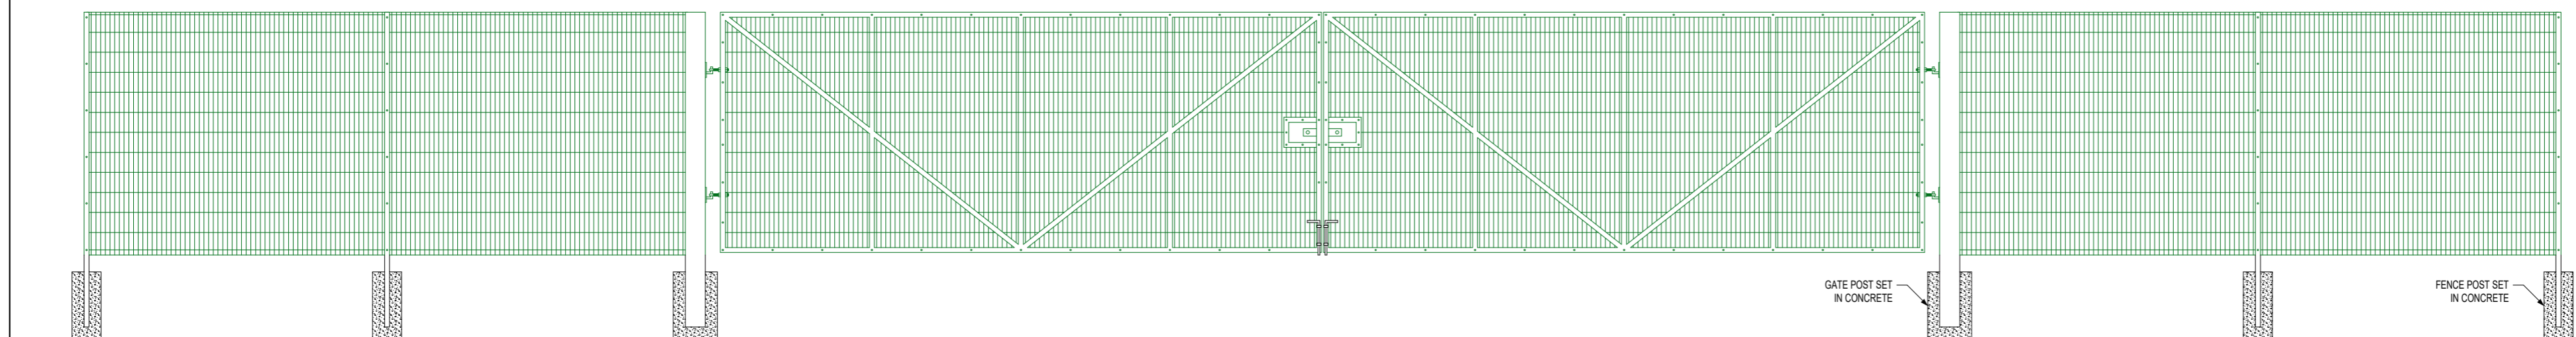 GATE POST SET
IN CONCRETE
FENCE POST SET
IN CONCRETE